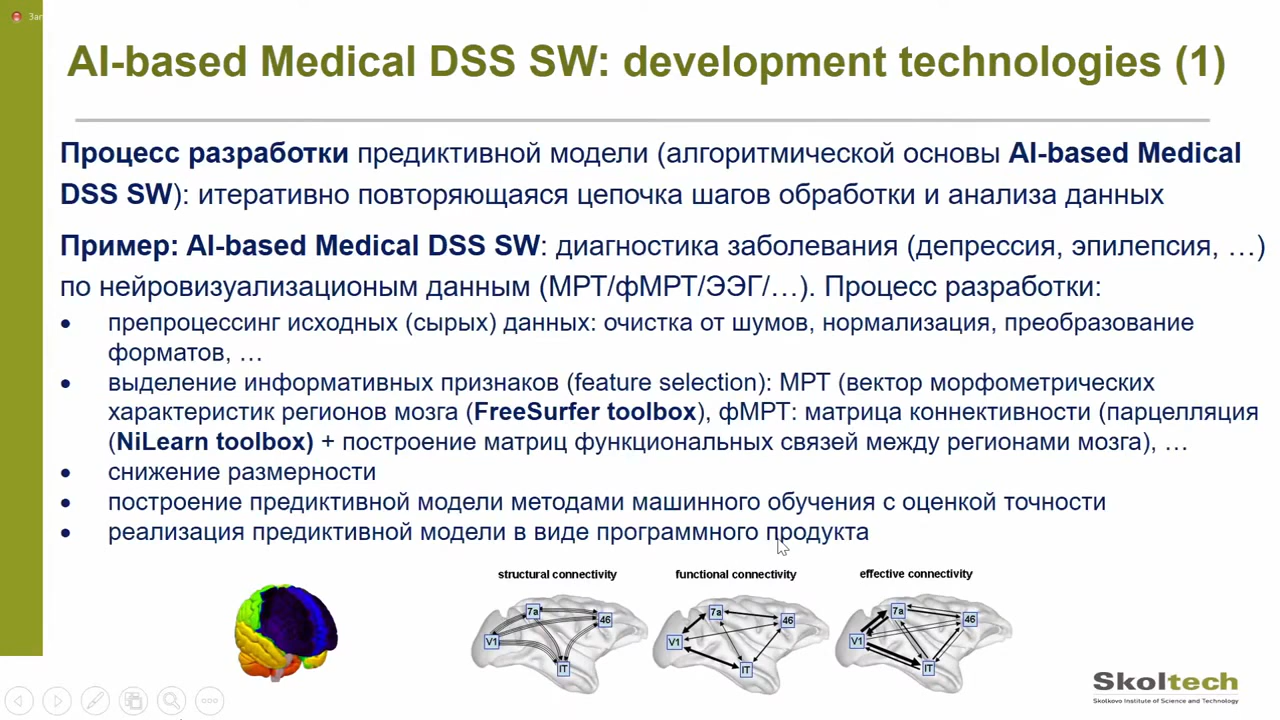 Заг
AI-based Medical DSS SW: development technologies (1)
Процесс разработки предиктивной модели (алгоритмической основы AI-based Medical
DSS SW): итеративно повторяющаяся цепочка шагов обработки и анализа данных
Пример: AI-based Medical DSS SW: диагностика заболевания (депрессия, эпилепсия, …)
по нейровизуализационым данным (МРТ/фМРТ/ЭЭГ/…). Процесс разработки:
• препроцессинг исходных (сырых) данных: очистка от шумов, нормализация, преобразование
форматов, …
• выделение информативных признаков (feature selection): МРТ (вектор морфометрических
характеристик регионов мозга (FreeSurfer toolbox), фМРТ: матрица коннективности (парцелляция
(NiLearn toolbox) + построение матриц функциональных связей между регионами мозга), …
• снижение размерности
• построение предиктивной модели методами машинного обучения с оценкой точности
• реализация предиктивной модели в виде программного продукта
structural connectivity
functional connectivity
effective connectivity
7a
46
V1
IT
7a
46
V1
IT
7a
46
V1
IT
Skoltech
Skolkovo Institute of Science and Technology